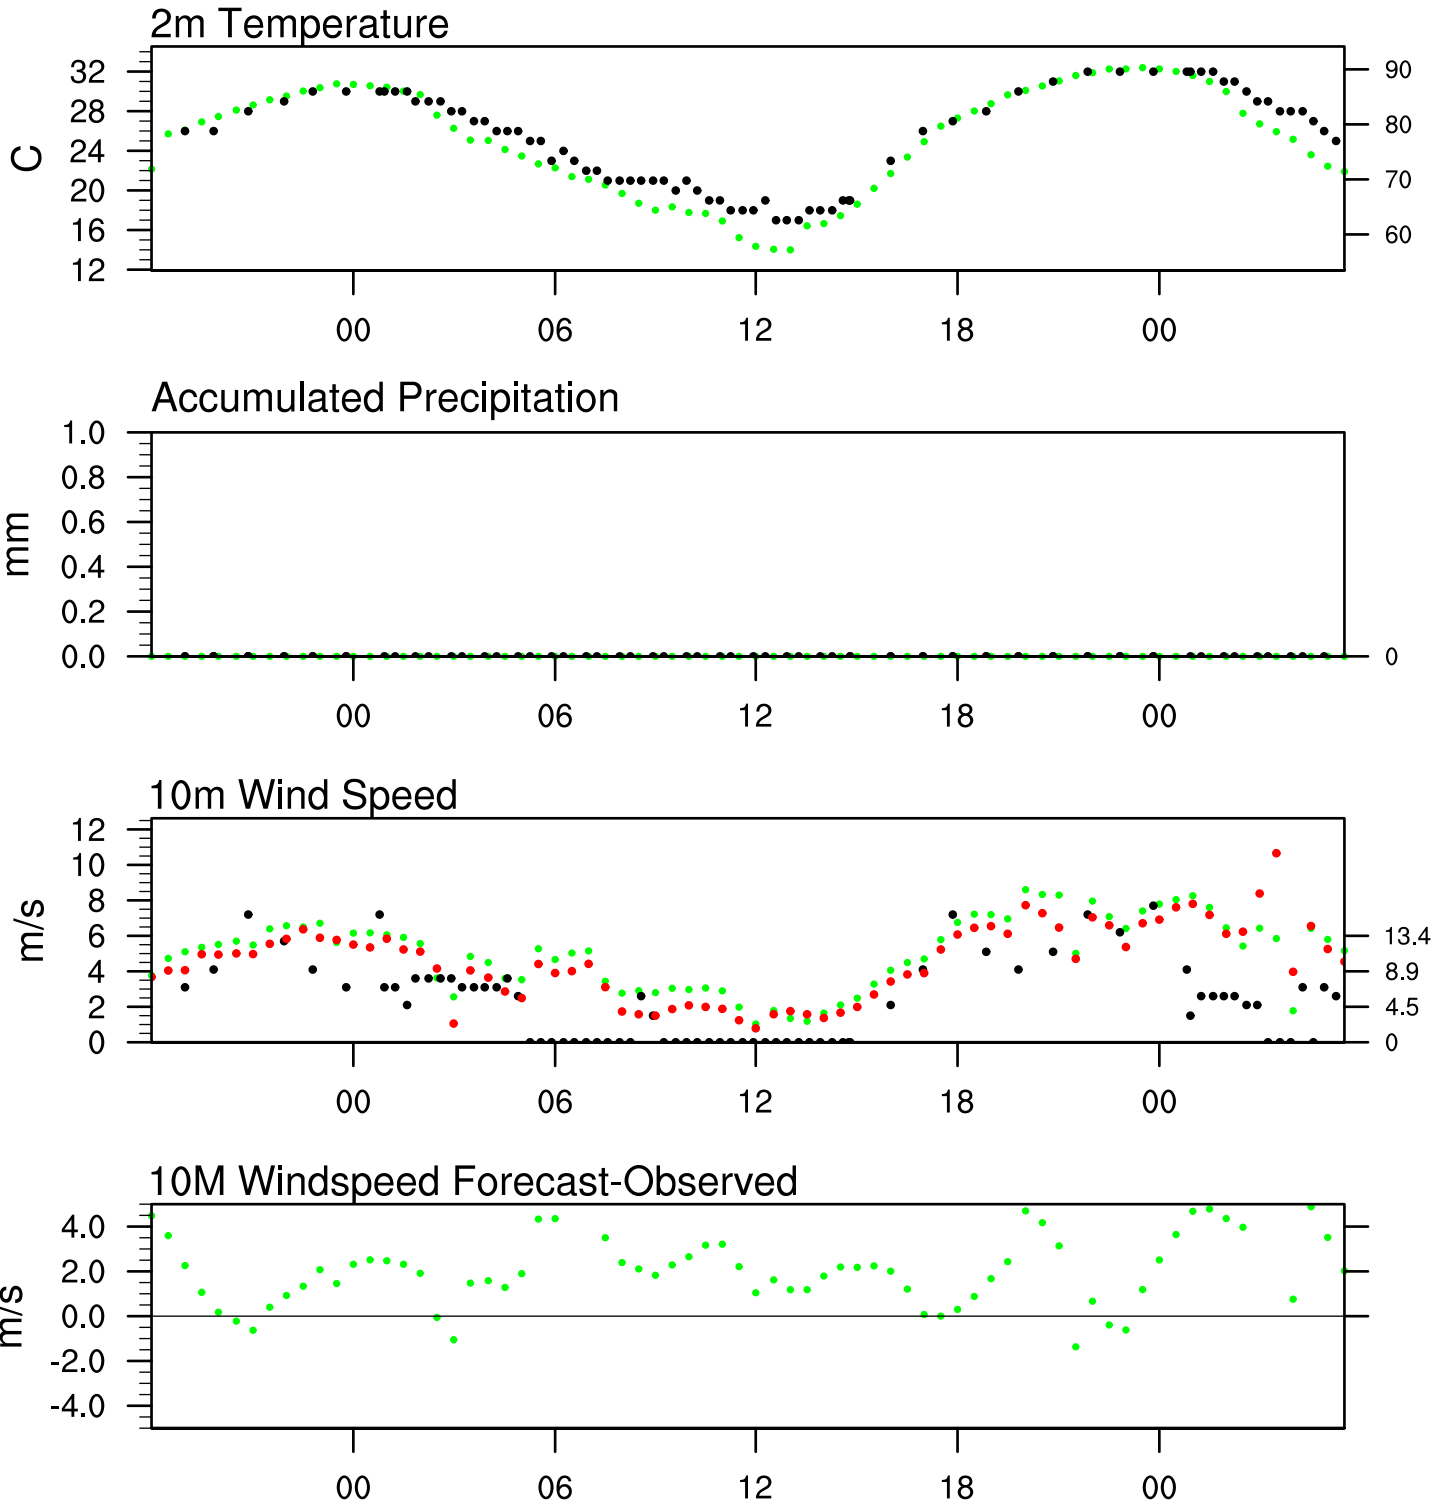 2m Temperature
32
28
24
20
16
12
C
90
80
70
60
00 06 12 18 00
Accumulated Precipitation
1.0
0.8
0.6
0.4
0.2
0.0
mm
0
00 06 12 18 00
10m Wind Speed
12
10
8
6
4
2
0
m/s
13.4
8.9
4.5
0
00 06 12 18 00
10M Windspeed Forecast-Observed
4.0
2.0
0.0
-2.0
-4.0
m/s
00 06 12 18 00